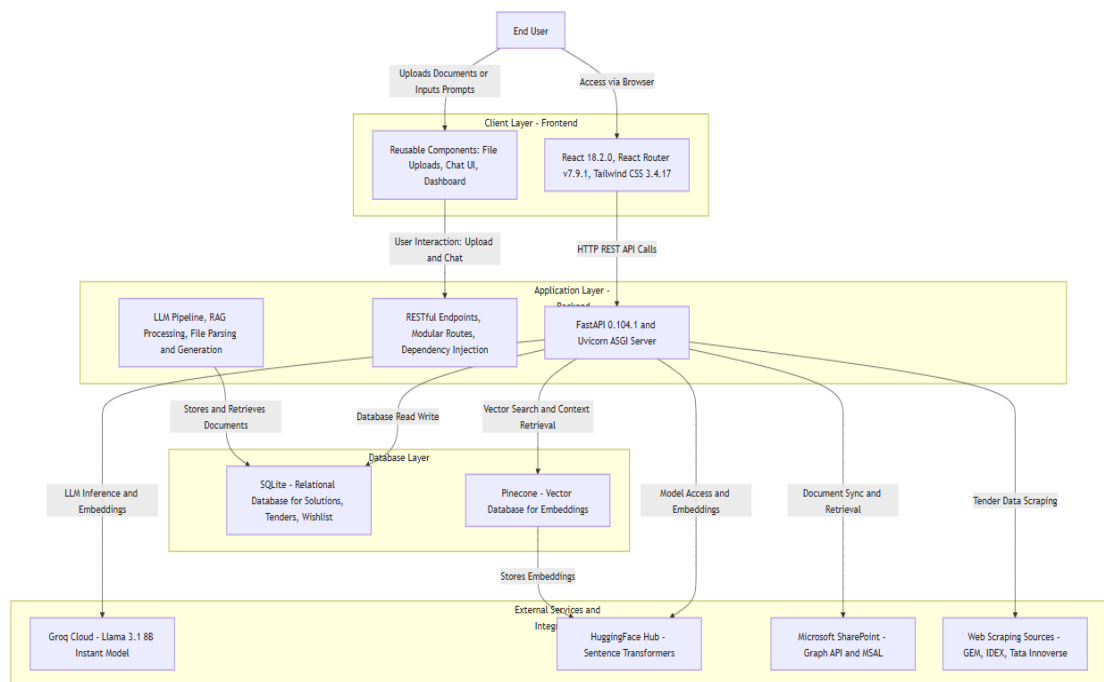 End User
Uploads Documents or
Inputs Prompts
Access via Browser
Client Layer - Frontend
Reusable Components: File
Uploads, Chat UI,
Dashboard
React 18.2.0, React Router
v7.9.1, Tailwind CSS 3.4.17
User Interaction: Upload
and Chat
HTTP REST API Calls
Application Layer -
Backend
LLM Pipeline, RAG
Processing, File Parsing
and Generation
RESTful Endpoints,
Modular Routes,
Dependency Injection
FastAPI 0.104.1 and
Uvicorn ASGI Server
Stores and Retrieves
Documents
Database Read Write
Vector Search and Context
Retrieval
Database Layer
SQLite - Relational
Database for Solutions,
Tenders, Wishlist
Pinecone - Vector
Database for Embeddings
LLM Inference and
Embeddings
Model Access and
Embeddings
Document Sync and
Retrieval
Tender Data Scraping
Stores Embeddings
External Services and
Groq Cloud - Llama 3.1 8B
Instant Model
HuggingFace Hub -
Sentence Transformers
Microsoft SharePoint -
Graph API and MSAL
Web Scraping Sources -
GEM, IDEX, Tata Innoverse